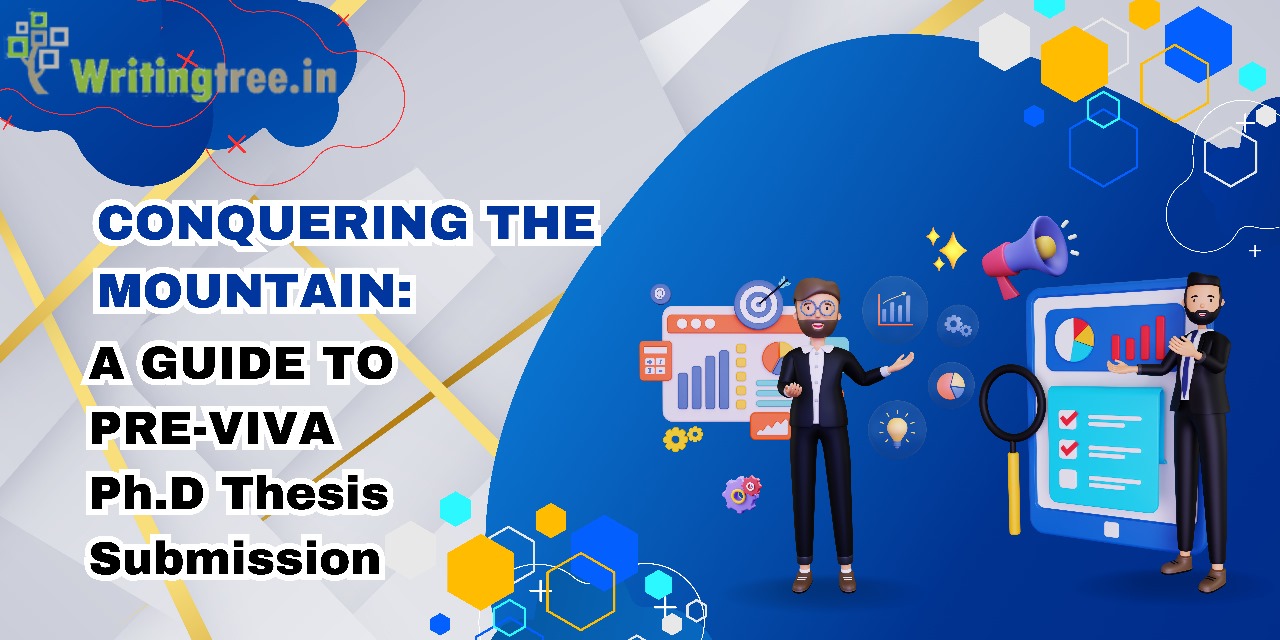 Writingtree.in
CONQUERING THE
MOUNTAIN:
A GUIDE TO
PRE-VIVA
Ph.D Thesis
Submission